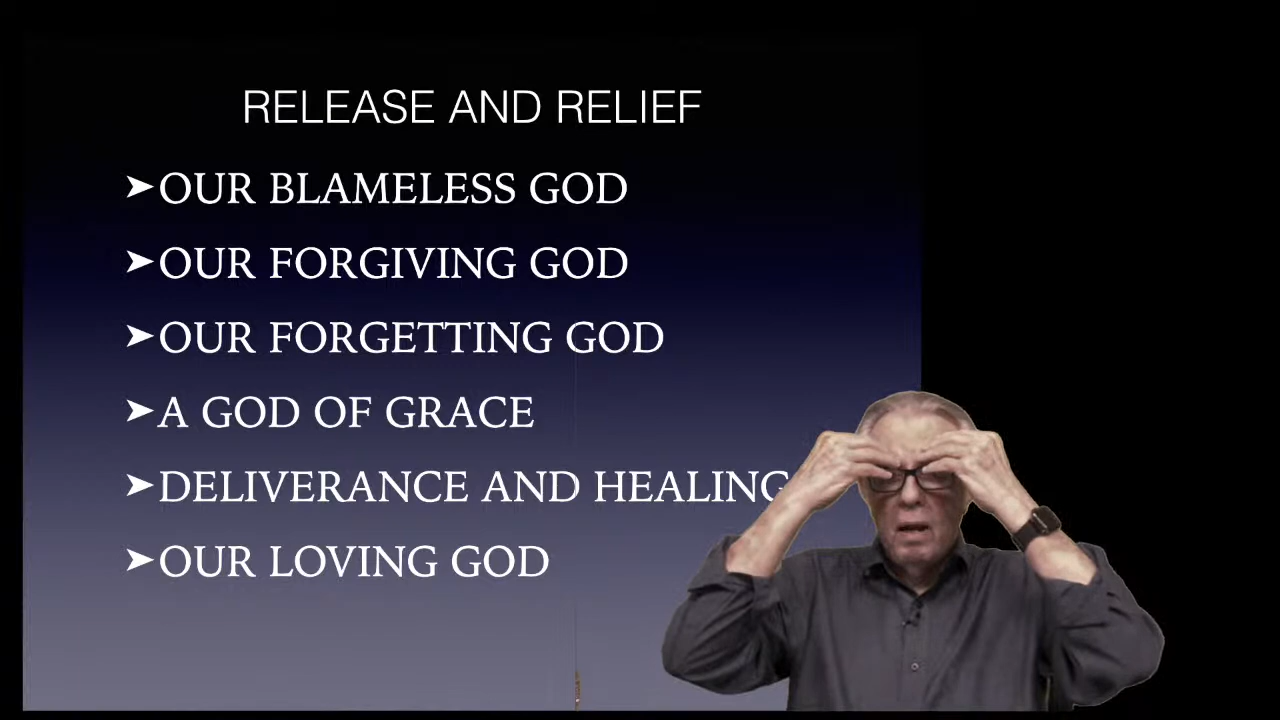 RELEASE AND RELIEF
➤OUR BLAMELESS GOD
➤OUR FORGIVING GOD
➤OUR FORGETTING GOD
➤A GOD OF GRACE
➤DELIVERANCE AND HEALING
➤OUR LOVING GOD